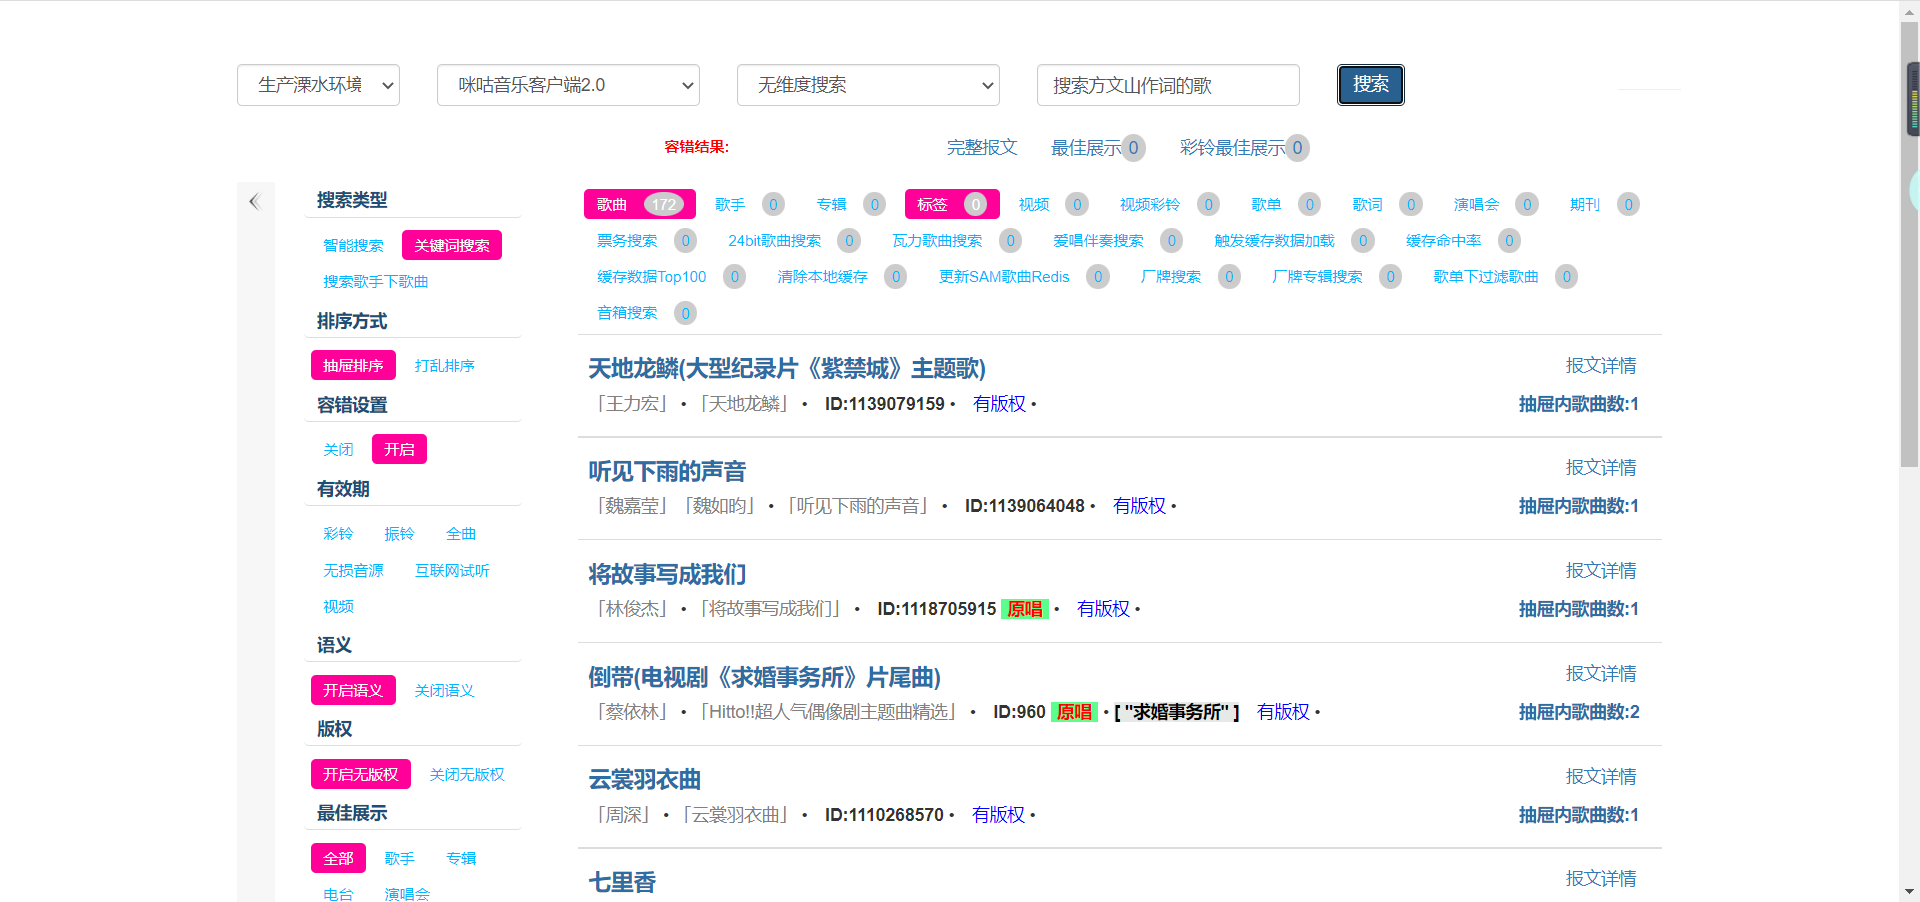 生产溧水环境 咪咕音乐客户端2.0 无维度搜索 搜索方文山作词的歌 搜索
容错结果: 完整报文 最佳展示 0 彩铃最佳展示 0
搜索类型
智能搜索 关键词搜索
搜索歌手下歌曲
排序方式
抽屉排序 打乱排序
容错设置
关闭 开启
有效期
彩铃 振铃 全曲
无损音源 互联网试听
视频
语义
开启语义 关闭语义
版权
开启无版权 关闭无版权
最佳展示
全部 歌手 专辑
电台 演唱会
歌曲 172 歌手 0 专辑 0 标签 0 视频 0 视频彩铃 0 歌单 0 歌词 0 演唱会 0 期刊 0
票务搜索 0 24bit歌曲搜索 0 瓦力歌曲搜索 0 爱唱伴奏搜索 0 触发缓存数据加载 0 缓存命中率 0
缓存数据Top100 0 清除本地缓存 0 更新SAM歌曲Redis 0 厂牌搜索 0 厂牌专辑搜索 0 歌单下过滤歌曲 0
音箱搜索 0
天地龙鳞(大型纪录片《紫禁城》主题歌) 报文详情
「王力宏」 • 「天地龙鳞」 • ID:1139079159 • 有版权 • 抽屉内歌曲数:1
听见下雨的声音 报文详情
「魏嘉莹」「魏如昀」 • 「听见下雨的声音」 • ID:1139064048 • 有版权 • 抽屉内歌曲数:1
将故事写成我们 报文详情
「林俊杰」 • 「将故事写成我们」 • ID:1118705915 原唱 • 有版权 • 抽屉内歌曲数:1
倒带(电视剧《求婚事务所》片尾曲) 报文详情
「蔡依林」 • 「Hitto!!超人气偶像剧主题曲精选」 • ID:960 原唱 • [ "求婚事务所" ] 有版权 • 抽屉内歌曲数:2
云裳羽衣曲 报文详情
「周深」 • 「云裳羽衣曲」 • ID:1110268570 • 有版权 • 抽屉内歌曲数:1
七里香 报文详情